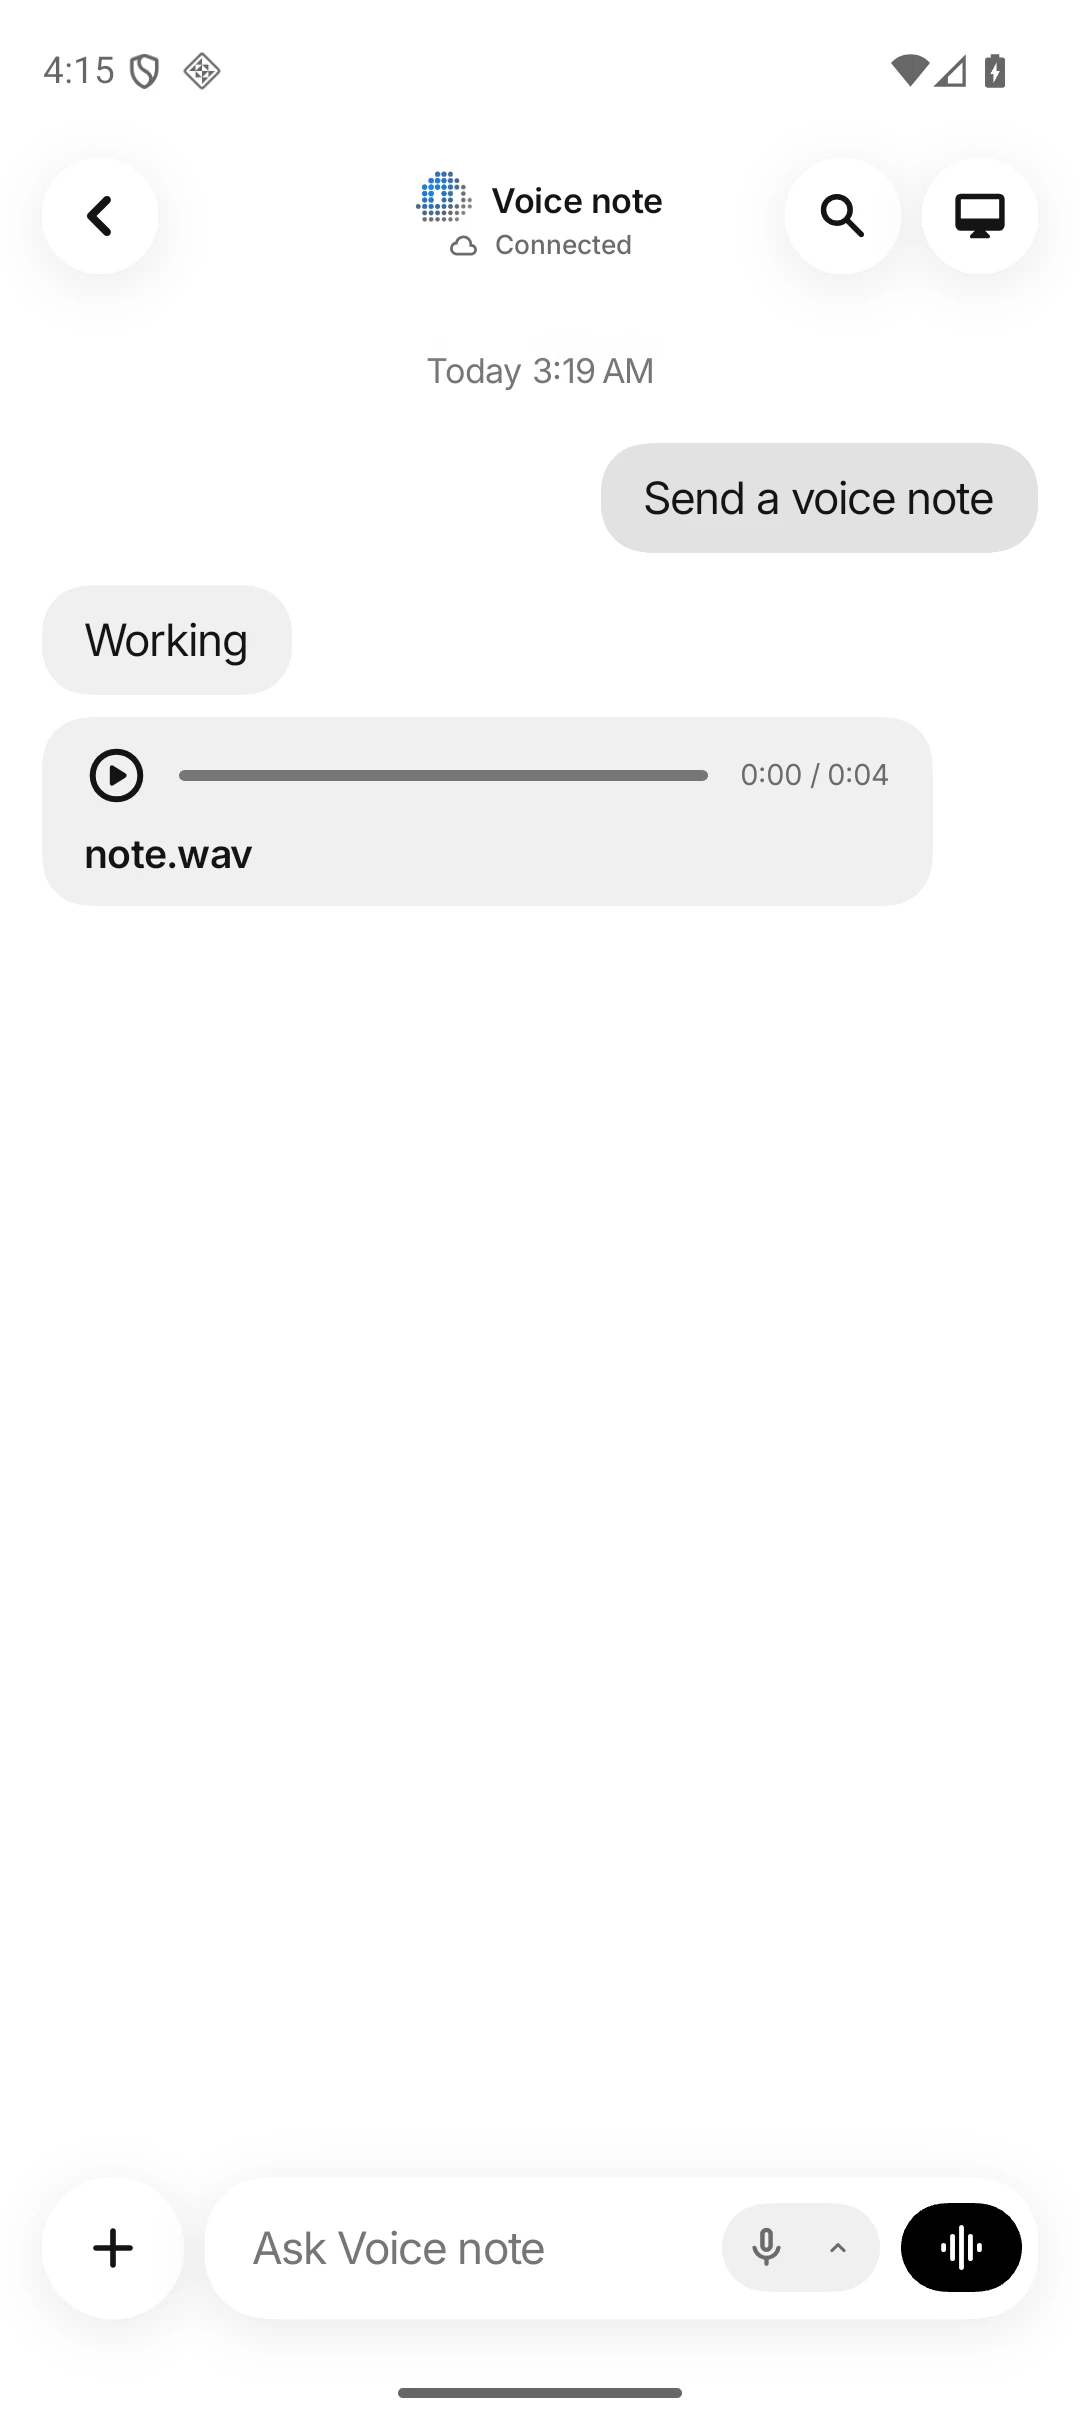 4:15
Voice note
Connected
Today 3:19 AM
Send a voice note
Working
0:00 / 0:04
note.wav
Ask Voice note